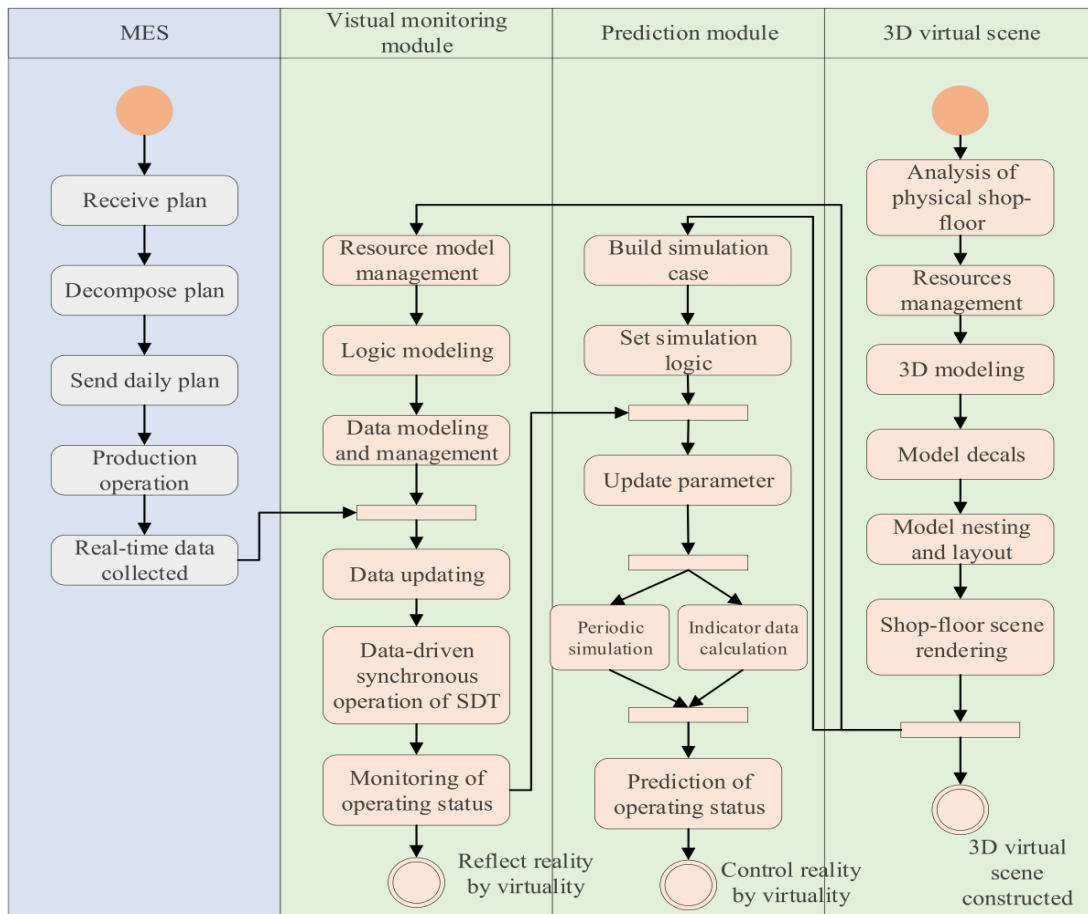 MES
Vistual monitoring
module
Prediction module
3D virtual scene
Receive plan
Decompose plan
Send daily plan
Production
operation
Real-time data
collected
Resource model
management
Logic modeling
Data modeling
and management
Data updating
Data-driven
synchronous
operation of SDT
Monitoring of
operating status
Reflect reality
by virtuality
Build simulation
case
Set simulation
logic
Update parameter
Periodic
simulation
Indicator data
calculation
Prediction of
operating status
Control reality
by virtuality
Analysis of
physical shop-
floor
Resources
management
3D modeling
Model decals
Model nesting
and layout
Shop-floor scene
rendering
3D virtual
scene
constructed